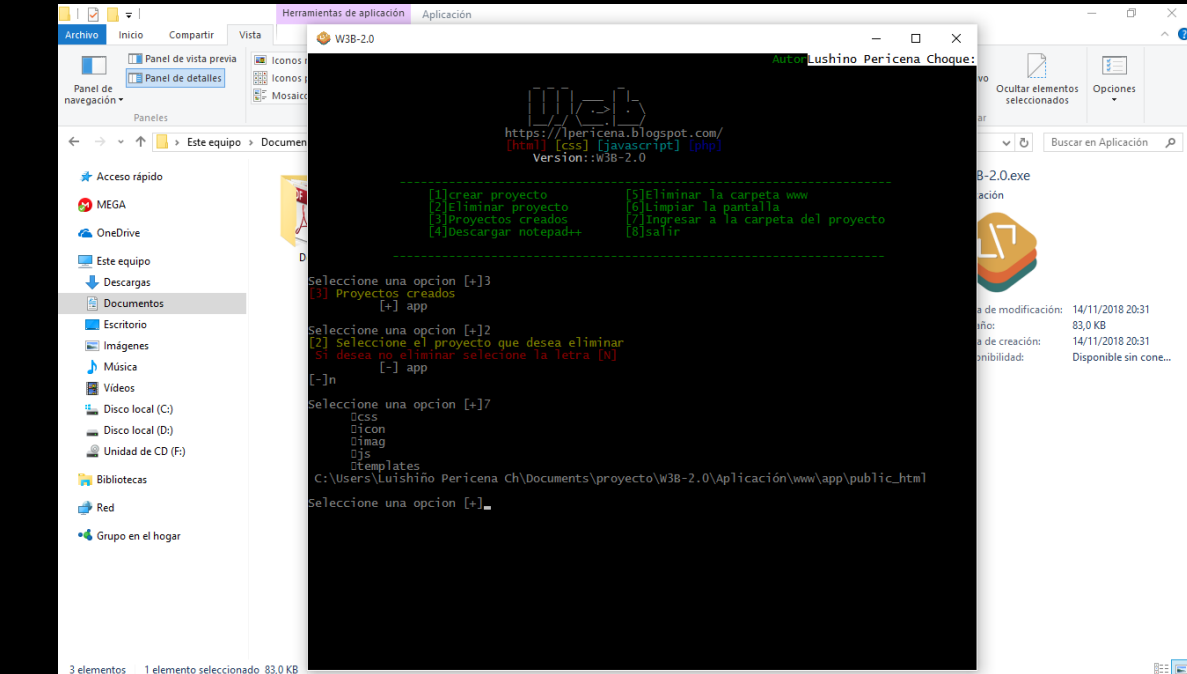 Herramientas de aplicación
Aplicación
Archivo
Inicio
Compartir
Vista
Panel de vista previa
Panel de detalles
Panel de
navegación
Paneles
Iconos
Iconos
Mosaico
Ocultar elementos
seleccionados
Opciones
Este equipo
Documen
Buscar en Aplicación
Acceso rápido
MEGA
OneDrive
Este equipo
Descargas
Documentos
Escritorio
Imágenes
Música
Vídeos
Disco local (C:)
Disco local (D:)
Unidad de CD (F:)
Bibliotecas
Red
Grupo en el hogar
3 elementos
1 elemento seleccionado 83,0 KB
W3B-2.0
Autor Lushino Pericena Choque:
https://lpericena.blogspot.com/
[html] [css] [javascript] [php]
Version::W3B-2.0
[1]crear proyecto [5]Eliminar la carpeta www
[2]Eliminar proyecto [6]Limpiar la pantalla
[3]Proyectos creados [7]Ingresar a la carpeta del proyecto
[4]Descargar notepad++ [8]salir
Seleccione una opcion [+]3
[3] Proyectos creados
[+] app
Seleccione una opcion [+]2
[2] Seleccione el proyecto que desea eliminar
Si desea no eliminar selecione la letra [N]
[-] app
[-]n
Seleccione una opcion [+]7
css
icon
imag
js
templates
C:\Users\Luishiño Pericena Ch\Documents\proyecto\W3B-2.0\Aplicación\www\app\public_html
Seleccione una opcion [+]
B-2.0.exe
ación
a de modificación: 14/11/2018 20:31
año: 83,0 KB
a de creación: 14/11/2018 20:31
onibilidad: Disponible sin cone...